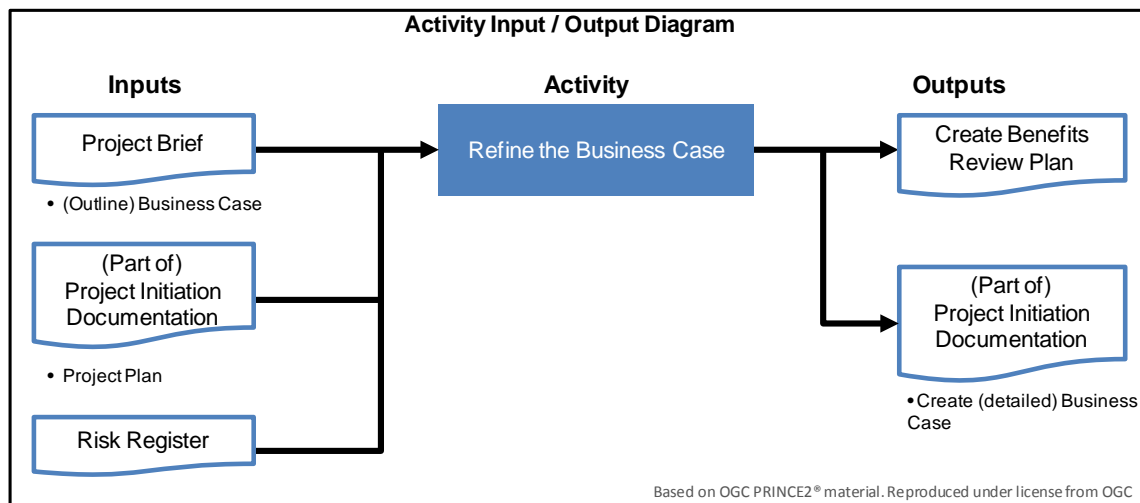 Activity Input / Output Diagram
Inputs
Activity
Outputs
Project Brief
• (Outline) Business Case
(Part of)
Project Initiation
Documentation
• Project Plan
Risk Register
Refine the Business Case
Create Benefits
Review Plan
(Part of)
Project Initiation
Documentation
• Create (detailed) Business
Case
Based on OGC PRINCE2® material. Reproduced under license from OGC